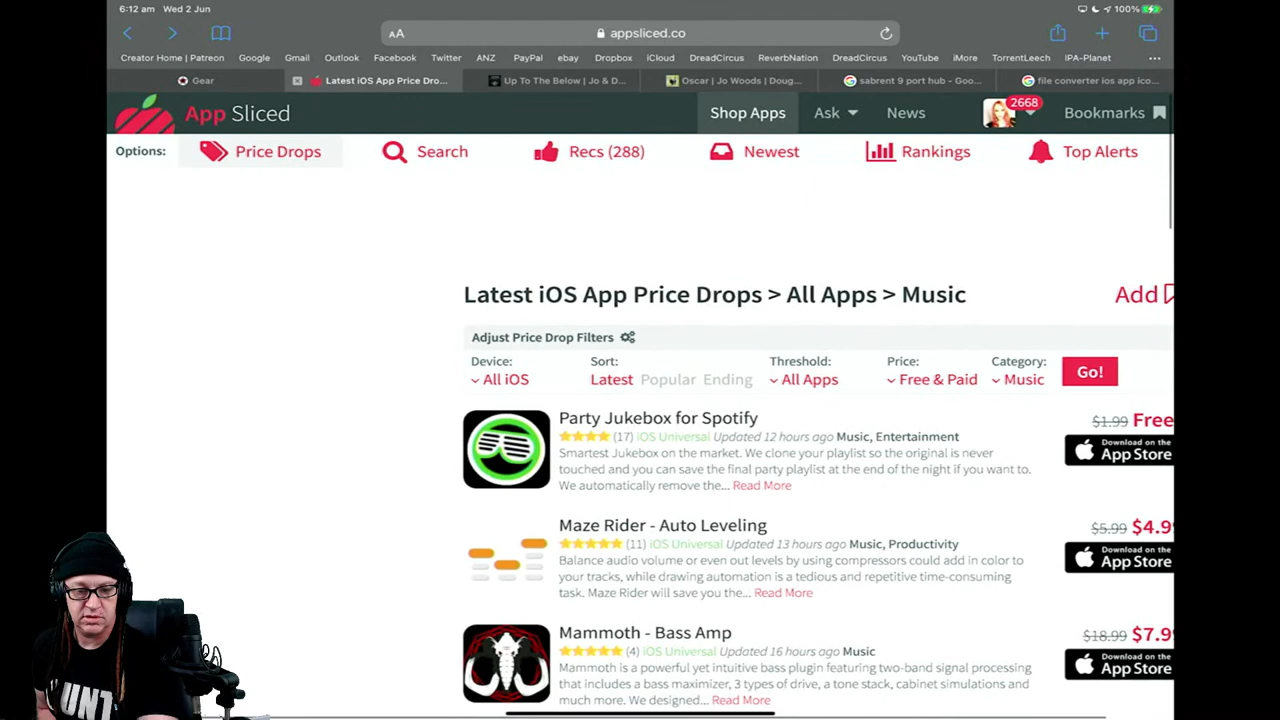 6:12 am Wed 2 Jun
100%
AA
appsliced.co
Creator Home | Patreon Google Gmail Outlook Facebook Twitter ANZ PayPal ebay Dropbox iCloud DreadCircus ReverbNation DreadCircus YouTube iMore TorrentLeech IPA-Planet
Gear
Latest iOS App Price Dro...
Up To The Below | Jo & D...
Oscar | Jo Woods | Doug...
sabrent 9 port hub - Goo...
file converter ios app ico...
App Sliced
Shop Apps
Ask
News
2668
Bookmarks
Options:
Price Drops
Search
Recs (288)
Newest
Rankings
Top Alerts
Latest iOS App Price Drops > All Apps > Music
Add
Adjust Price Drop Filters
Device: Sort: Threshold: Price: Category:
All iOS Latest Popular Ending All Apps Free & Paid Music Go!
Party Jukebox for Spotify
$1.99 Free
(17) iOS Universal Updated 12 hours ago Music, Entertainment
Smartest Jukebox on the market. We clone your playlist so the original is never
touched and you can save the final party playlist at the end of the night if you want to.
We automatically remove the... Read More
Download on the
App Store
Maze Rider - Auto Leveling
$5.99 $4.99
(11) iOS Universal Updated 13 hours ago Music, Productivity
Balance audio volume or even out levels by using compressors could add in color to
your tracks, while drawing automation is a tedious and repetitive time-consuming
task. Maze Rider will save you the... Read More
Download on the
App Store
Mammoth - Bass Amp
$18.99 $7.9
(4) iOS Universal Updated 16 hours ago Music
Mammoth is a powerful yet intuitive bass plugin featuring two-band signal processing
that includes a bass maximizer, 3 types of drive, a tone stack, cabinet simulations and
much more. We designed... Read More
Download on the
App Store